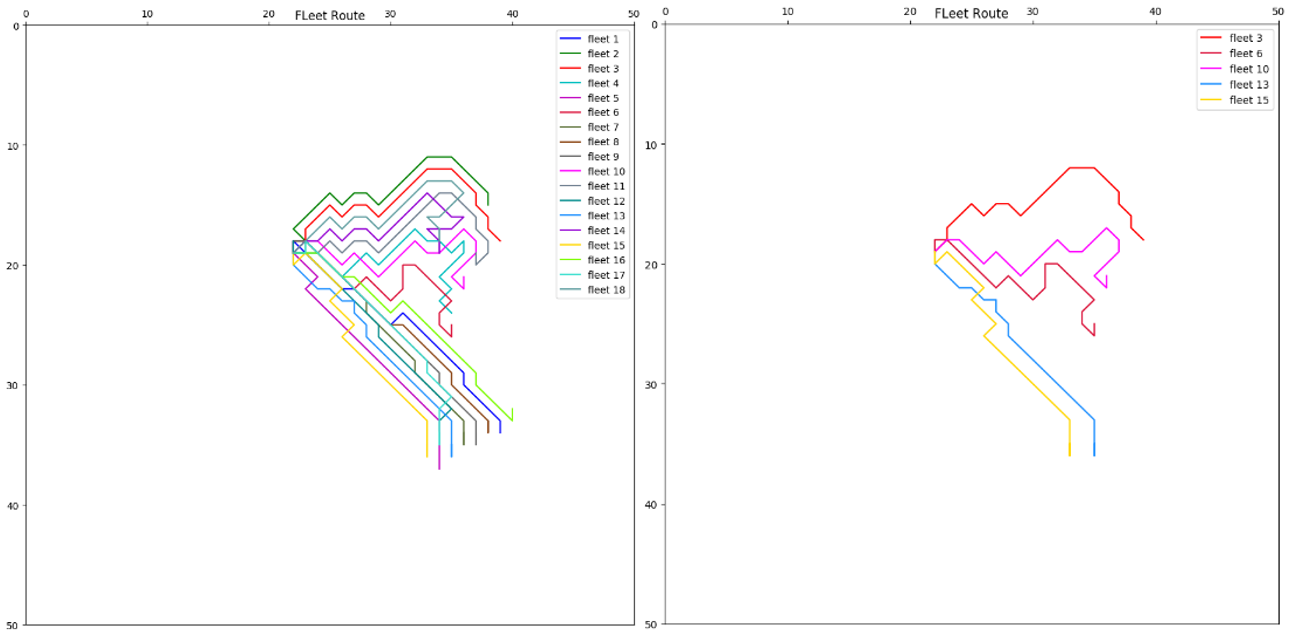 0 10 20 30 40 50
FLeet Route
0
10
20
30
40
50
fleet 1
fleet 2
fleet 3
fleet 4
fleet 5
fleet 6
fleet 7
fleet 8
fleet 9
fleet 10
fleet 11
fleet 12
fleet 13
fleet 14
fleet 15
fleet 16
fleet 17
fleet 18
0 10 20 30 40 50
FLeet Route
0
10
20
30
40
50
fleet 3
fleet 6
fleet 10
fleet 13
fleet 15